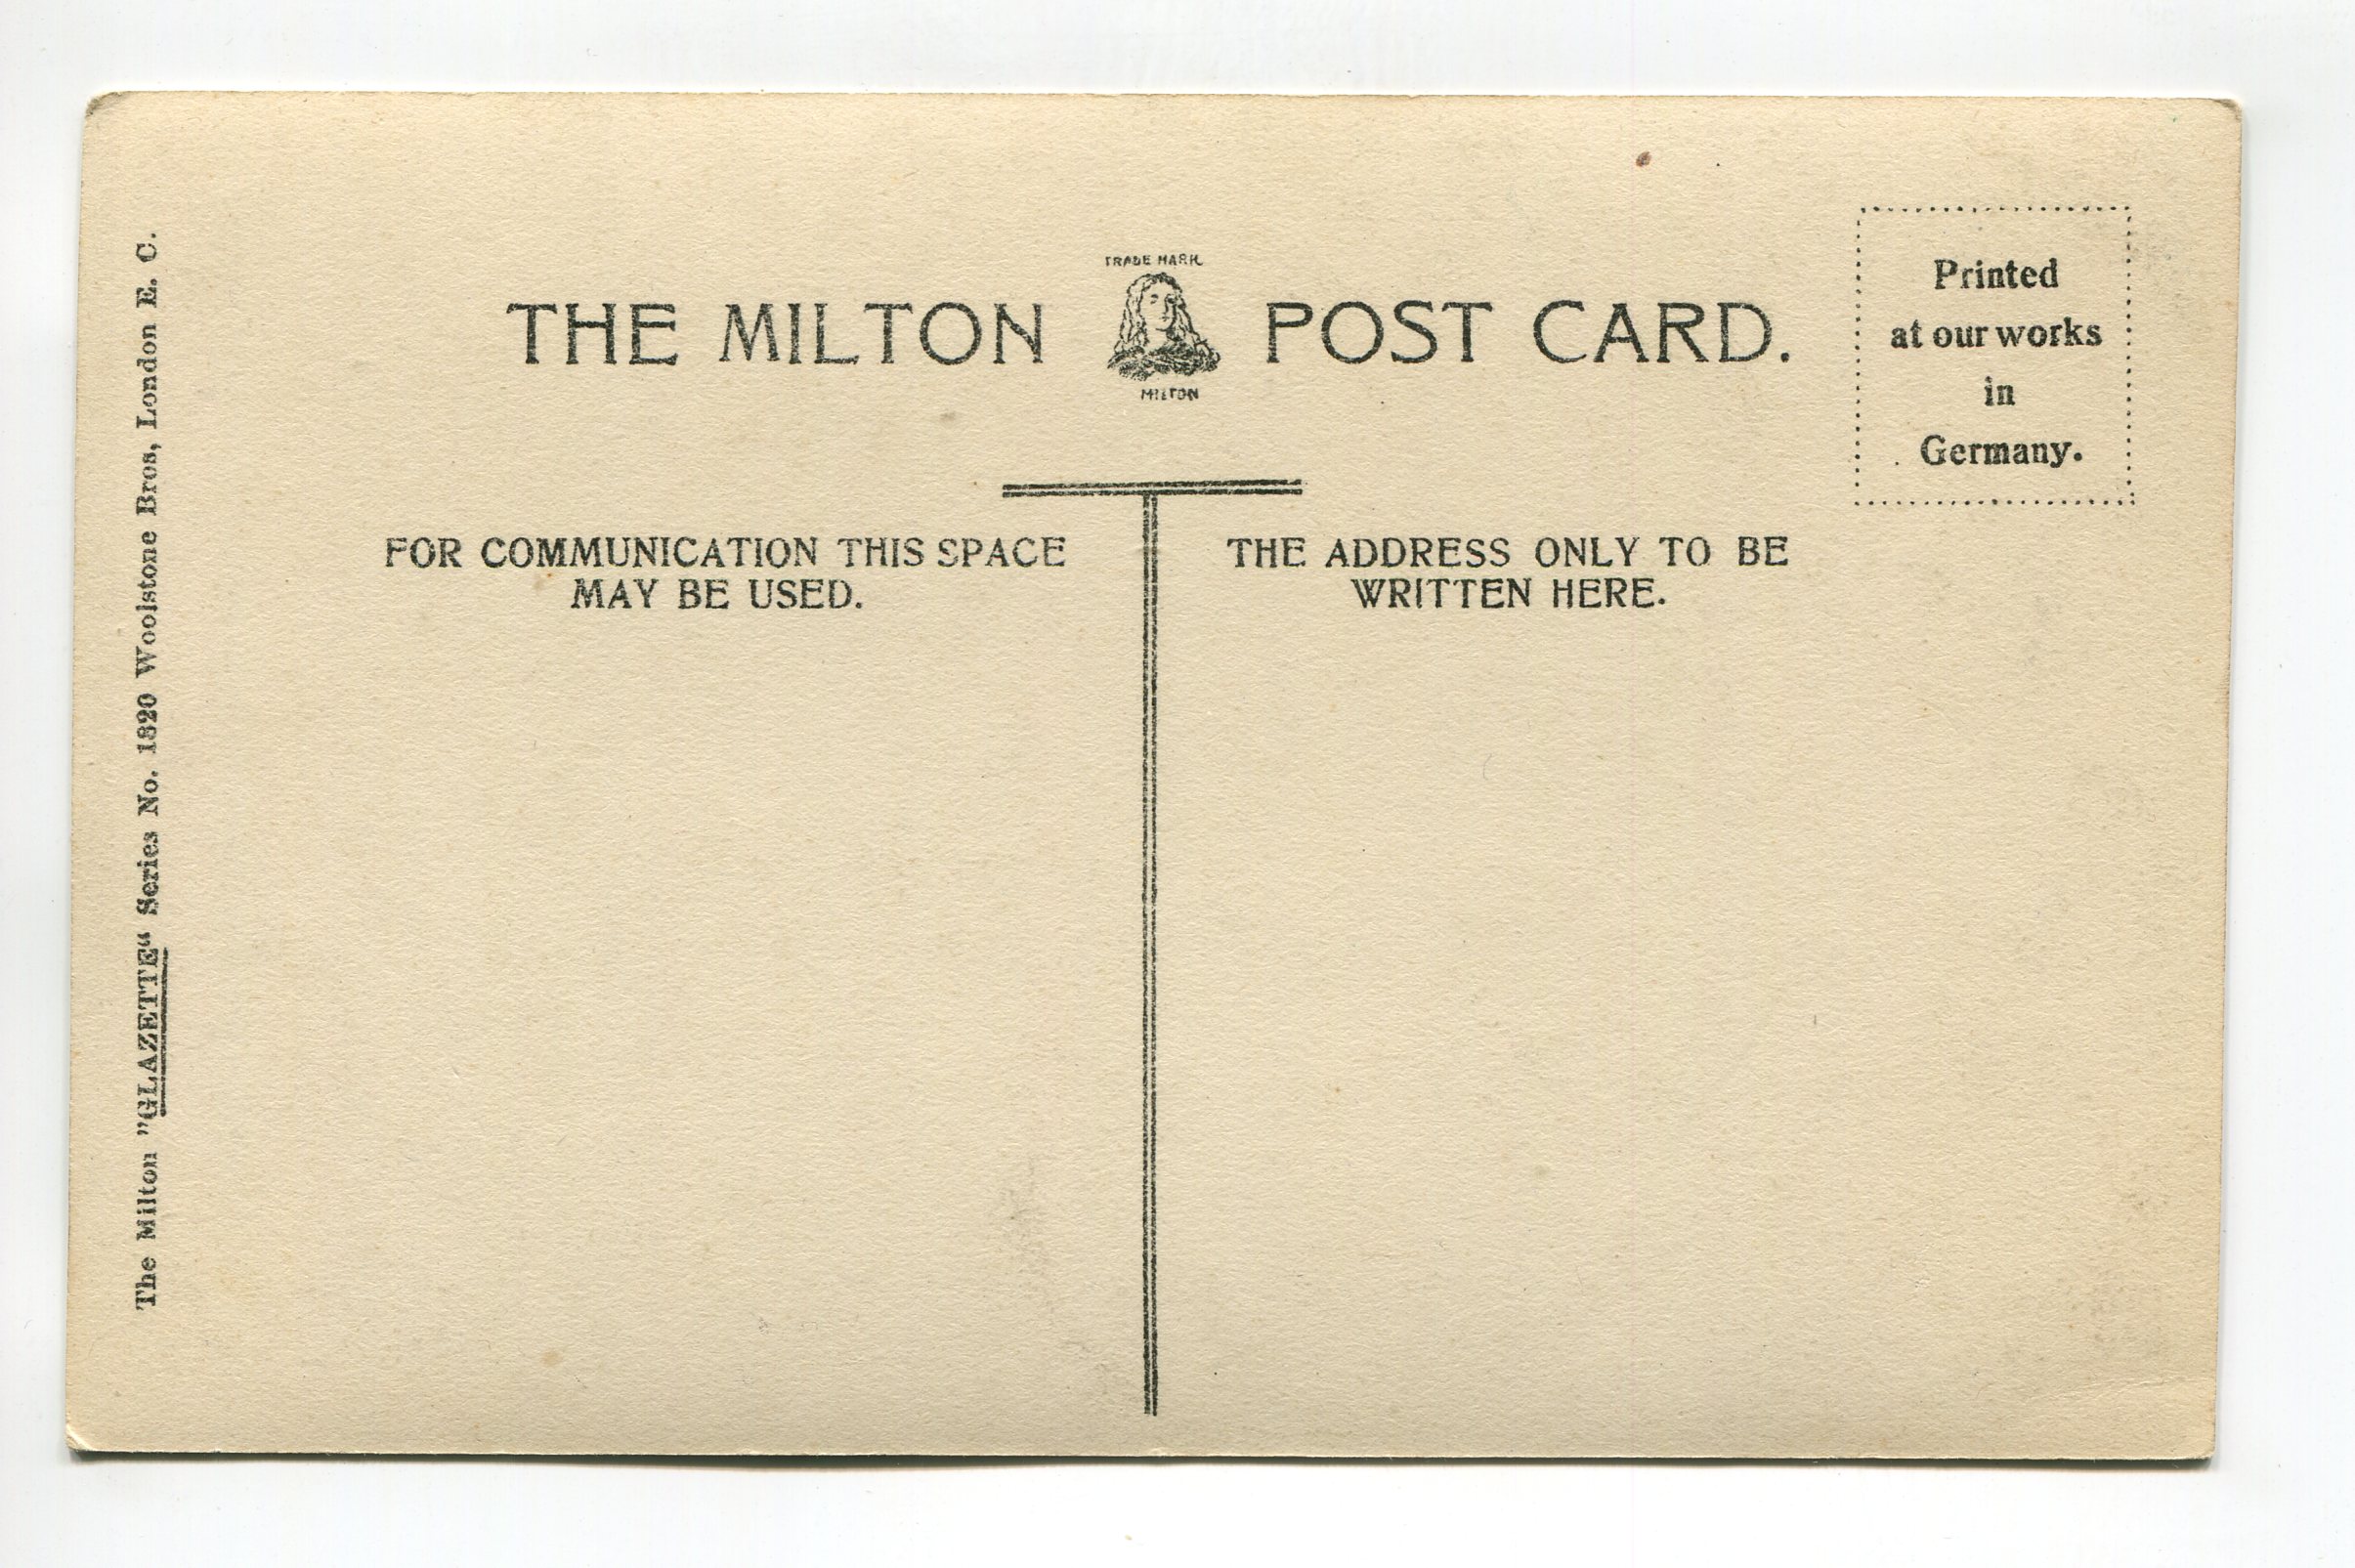 TRADE MARK
THE MILTON POST CARD.
MILTON
Printed
at our works
in
Germany.
FOR COMMUNICATION THIS SPACE
MAY BE USED.
THE ADDRESS ONLY TO BE
WRITTEN HERE.
The Milton "GLAZETTE“ Series No. 1320 Woolstone Bros, London E. C.